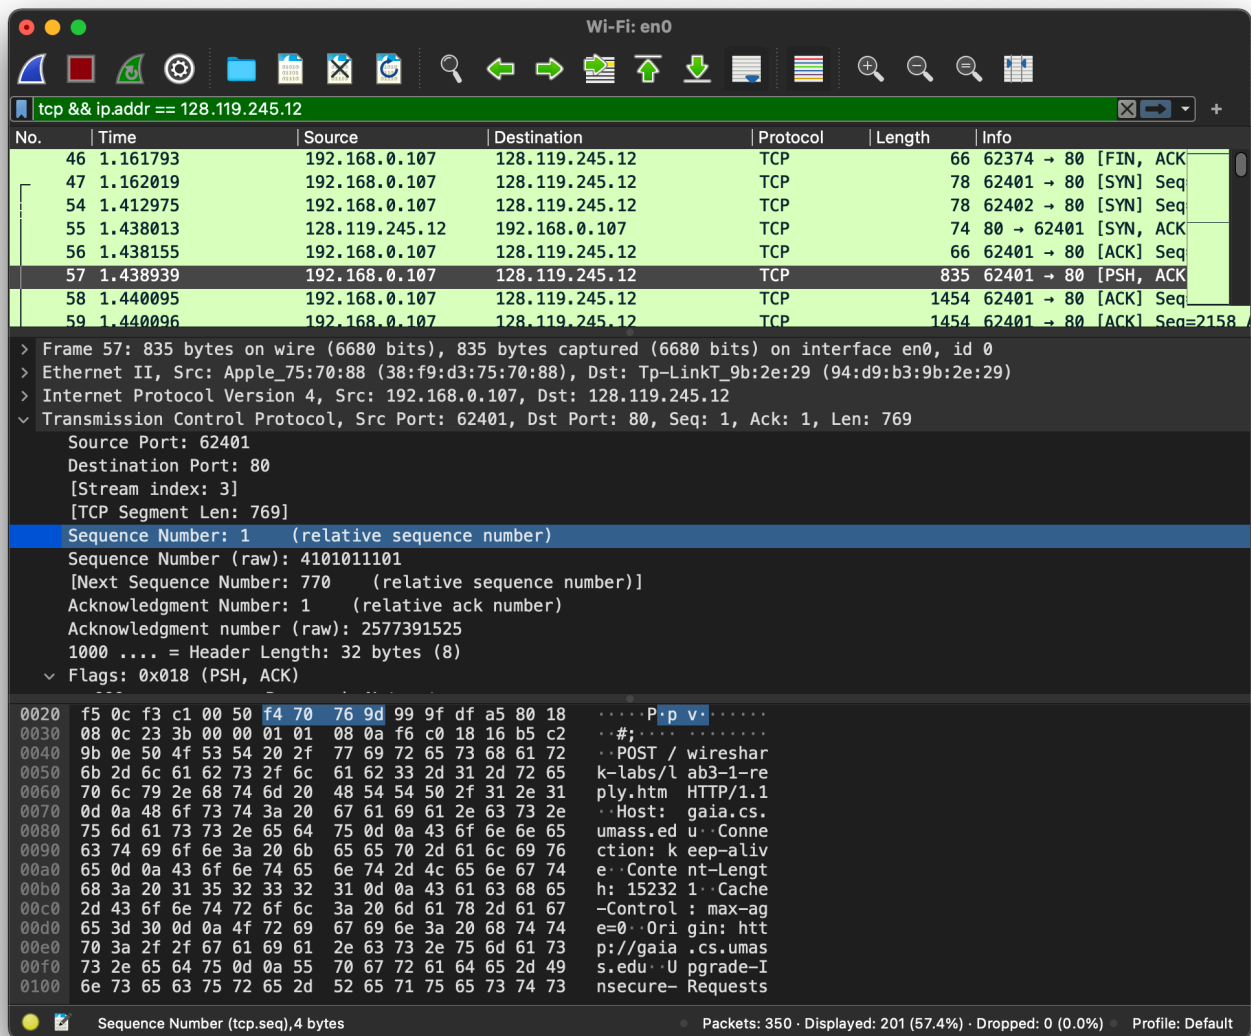 Wi-Fi: en0
tcp && ip.addr == 128.119.245.12
No. Time Source Destination Protocol Length Info
46 1.161793 192.168.0.107 128.119.245.12 TCP 66 62374 → 80 [FIN, ACK
47 1.162019 192.168.0.107 128.119.245.12 TCP 78 62401 → 80 [SYN] Seq
54 1.412975 192.168.0.107 128.119.245.12 TCP 78 62402 → 80 [SYN] Seq
55 1.438013 128.119.245.12 192.168.0.107 TCP 74 80 → 62401 [SYN, ACK
56 1.438155 192.168.0.107 128.119.245.12 TCP 66 62401 → 80 [ACK] Seq
57 1.438939 192.168.0.107 128.119.245.12 TCP 835 62401 → 80 [PSH, ACK
58 1.440095 192.168.0.107 128.119.245.12 TCP 1454 62401 → 80 [ACK] Seq
59 1.440096 192.168.0.107 128.119.245.12 TCP 1454 62401 → 80 [ACK] Seq=2158
Frame 57: 835 bytes on wire (6680 bits), 835 bytes captured (6680 bits) on interface en0, id 0
Ethernet II, Src: Apple_75:70:88 (38:f9:d3:75:70:88), Dst: Tp-LinkT_9b:2e:29 (94:d9:b3:9b:2e:29)
Internet Protocol Version 4, Src: 192.168.0.107, Dst: 128.119.245.12
Transmission Control Protocol, Src Port: 62401, Dst Port: 80, Seq: 1, Ack: 1, Len: 769
Source Port: 62401
Destination Port: 80
[Stream index: 3]
[TCP Segment Len: 769]
Sequence Number: 1 (relative sequence number)
Sequence Number (raw): 4101011101
[Next Sequence Number: 770 (relative sequence number)]
Acknowledgment Number: 1 (relative ack number)
Acknowledgment number (raw): 2577391525
1000 .... = Header Length: 32 bytes (8)
Flags: 0x018 (PSH, ACK)
0020 f5 0c f3 c1 00 50 f4 70 76 9d 99 9f df a5 80 18 ·····P·p v·······
0030 08 0c 23 3b 00 00 01 01 08 0a f6 c0 18 16 b5 c2 ··#;···· ········
0040 9b 0e 50 4f 53 54 20 2f 77 69 72 65 73 68 61 72 ··POST / wireshar
0050 6b 2d 6c 61 62 73 2f 6c 61 62 33 2d 31 2d 72 65 k-labs/l ab3-1-re
0060 70 6c 79 2e 68 74 6d 20 48 54 54 50 2f 31 2e 31 ply.htm HTTP/1.1
0070 0d 0a 48 6f 73 74 3a 20 67 61 69 61 2e 63 73 2e ··Host: gaia.cs.
0080 75 6d 61 73 73 2e 65 64 75 0d 0a 43 6f 6e 6e 65 umass.ed u··Conne
0090 63 74 69 6f 6e 3a 20 6b 65 65 70 2d 61 6c 69 76 ction: k eep-aliv
00a0 65 0d 0a 43 6f 6e 74 65 6e 74 2d 4c 65 6e 67 74 e··Conte nt-Lengt
00b0 68 3a 20 31 35 32 33 32 31 0d 0a 43 61 63 68 65 h: 15232 1··Cache
00c0 2d 43 6f 6e 74 72 6f 6c 3a 20 6d 61 78 2d 61 67 -Control : max-ag
00d0 65 3d 30 0d 0a 4f 72 69 67 69 6e 3a 20 68 74 74 e=0··Ori gin: htt
00e0 70 3a 2f 2f 67 61 69 61 2e 63 73 2e 75 6d 61 73 p://gaia .cs.umas
00f0 73 2e 65 64 75 0d 0a 55 70 67 72 61 64 65 2d 49 s.edu··U pgrade-I
0100 6e 73 65 63 75 72 65 2d 52 65 71 75 65 73 74 73 nsecure- Requests
Sequence Number (tcp.seq), 4 bytes Packets: 350 · Displayed: 201 (57.4%) · Dropped: 0 (0.0%) Profile: Default